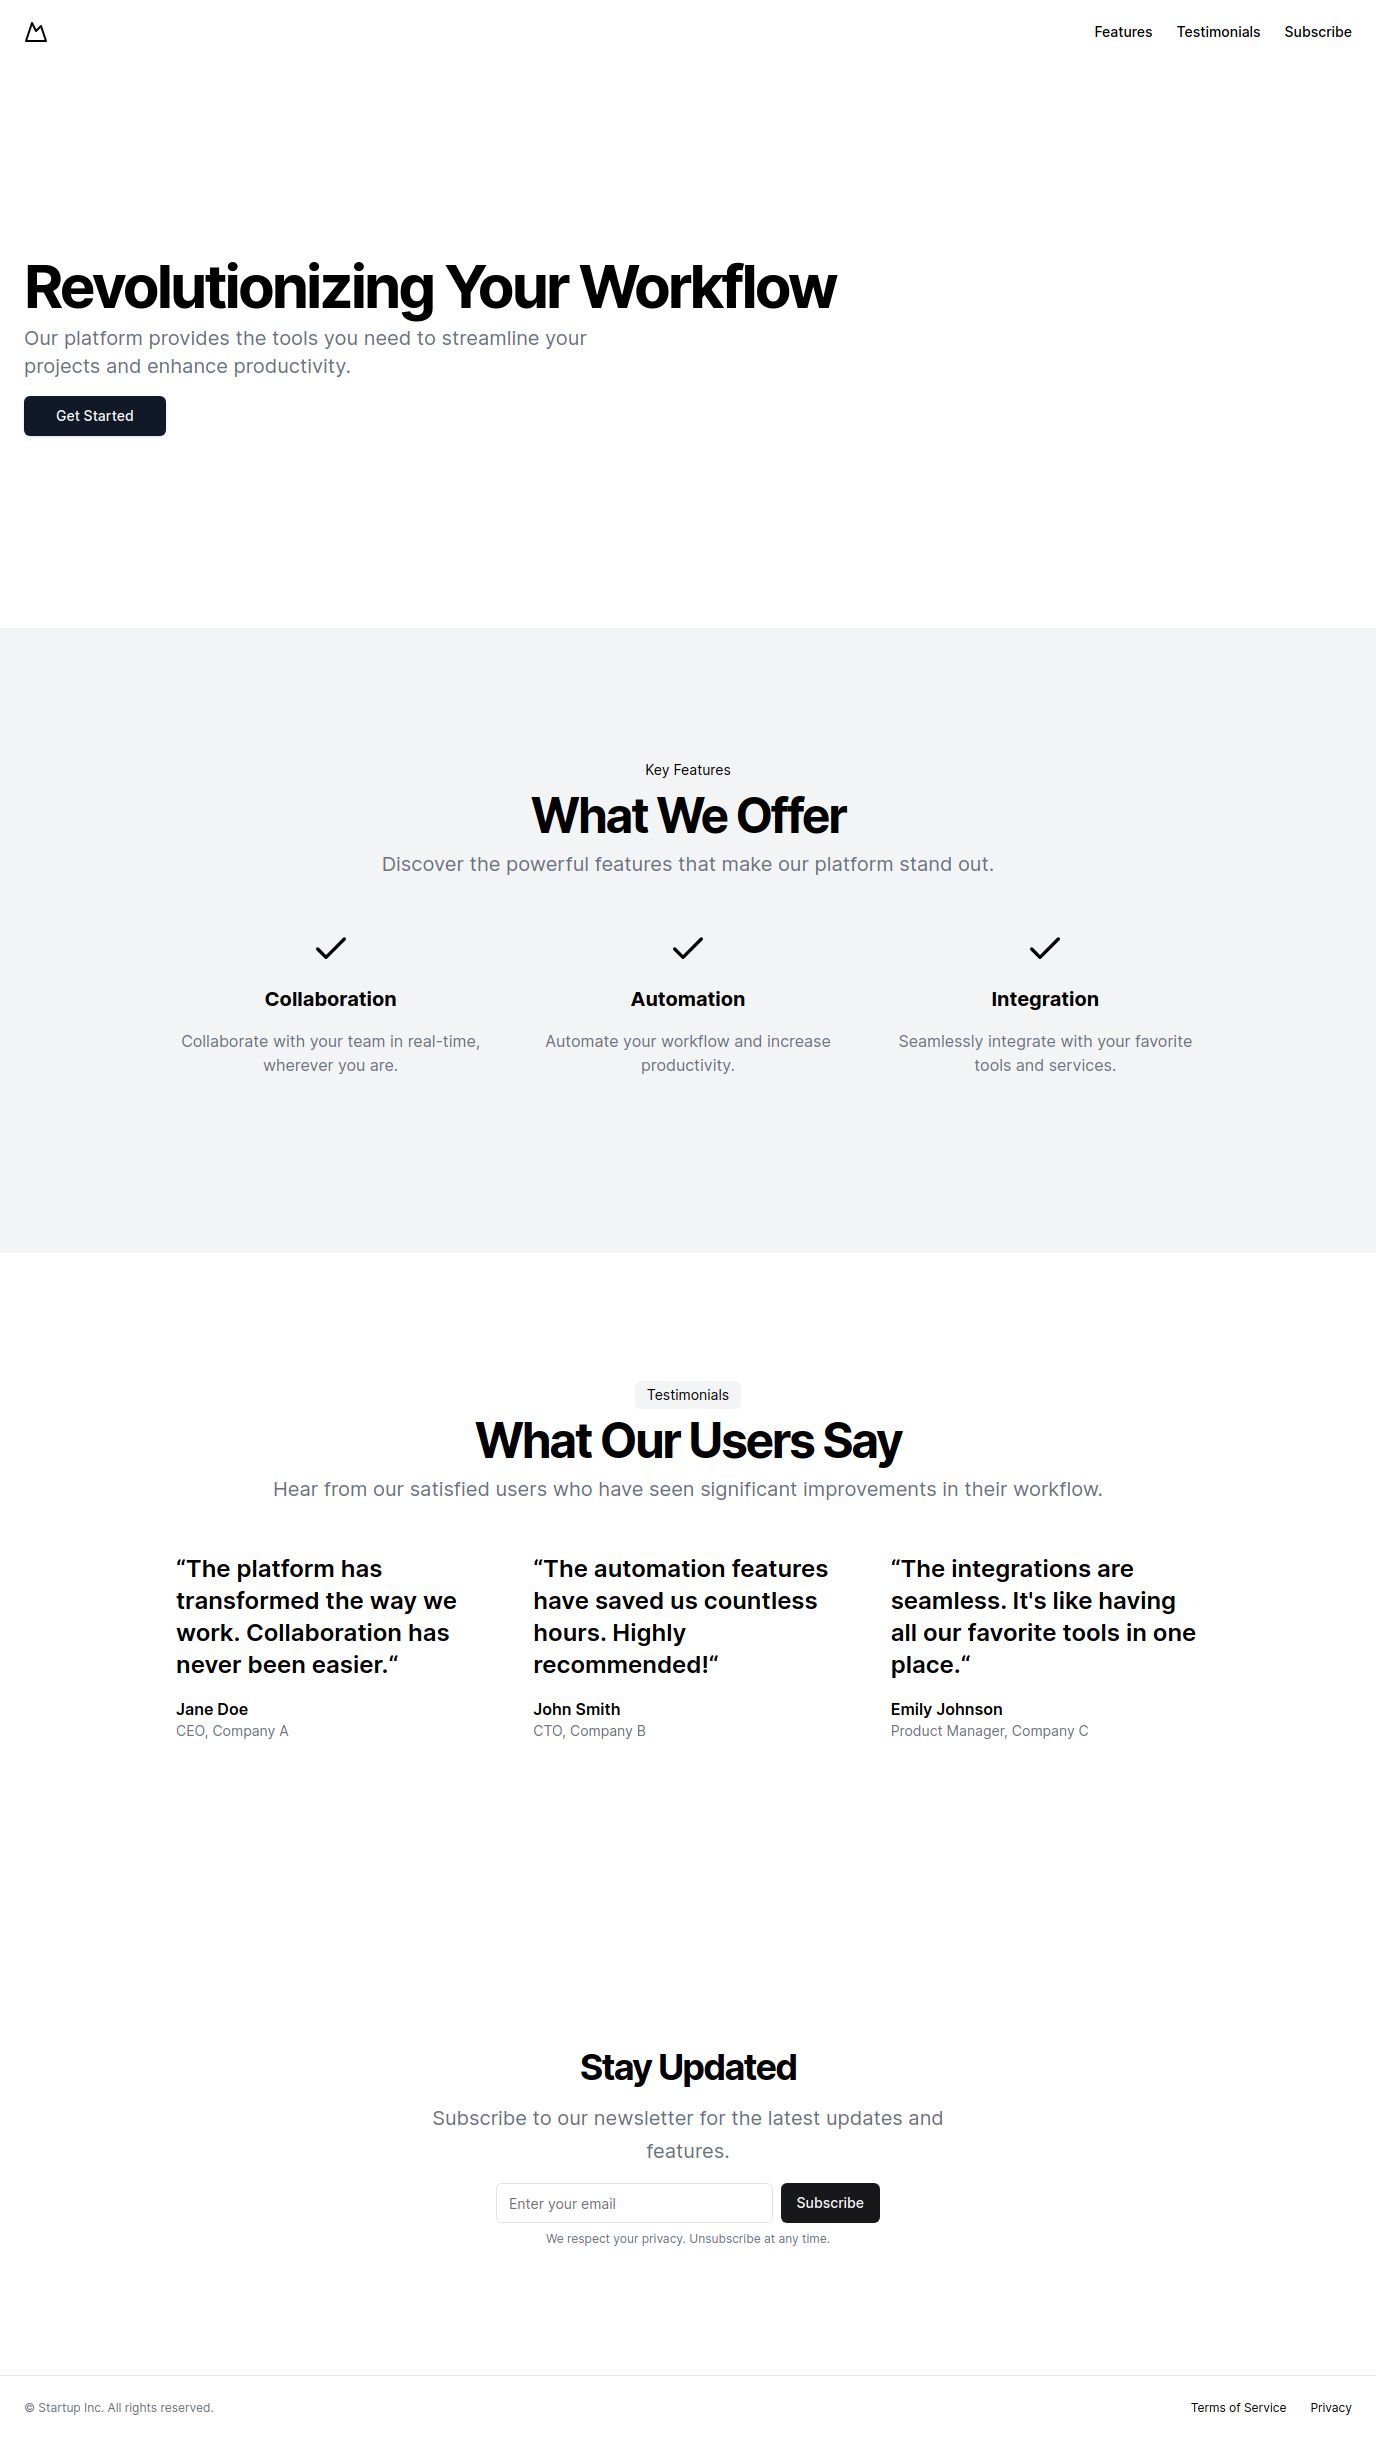 Features Testimonials Subscribe
Revolutionizing Your Workflow
Our platform provides the tools you need to streamline your
projects and enhance productivity.
Get Started
Key Features
What We Offer
Discover the powerful features that make our platform stand out.
Collaboration
Collaborate with your team in real-time,
wherever you are.
Automation
Automate your workflow and increase
productivity.
Integration
Seamlessly integrate with your favorite
tools and services.
Testimonials
What Our Users Say
Hear from our satisfied users who have seen significant improvements in their workflow.
“The platform has
transformed the way we
work. Collaboration has
never been easier.“
Jane Doe
CEO, Company A
“The automation features
have saved us countless
hours. Highly
recommended!“
John Smith
CTO, Company B
“The integrations are
seamless. It's like having
all our favorite tools in one
place.“
Emily Johnson
Product Manager, Company C
Stay Updated
Subscribe to our newsletter for the latest updates and
features.
Enter your email
Subscribe
We respect your privacy. Unsubscribe at any time.
© Startup Inc. All rights reserved.
Terms of Service Privacy